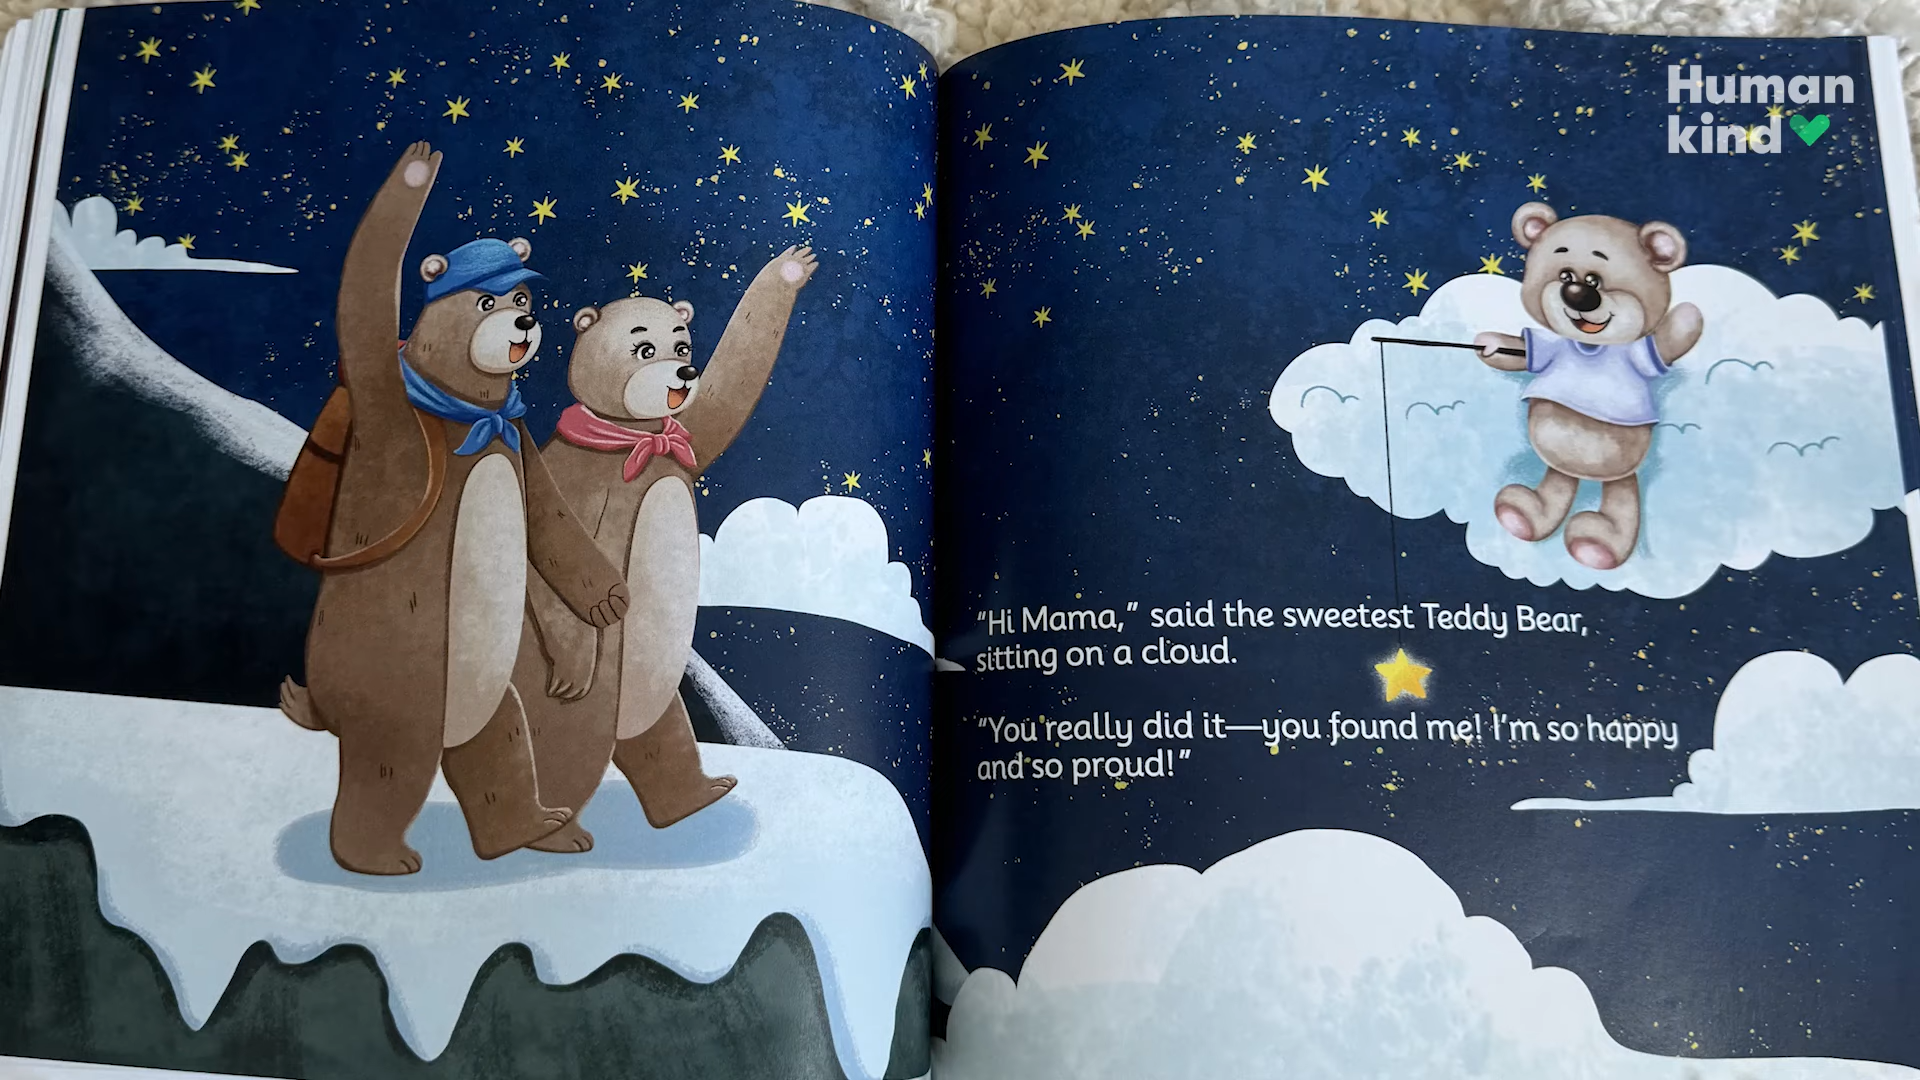 Human
kind
“Hi Mama,” said the sweetest Teddy Bear,
sitting on a cloud.
“You really did it—you found me! I'm so happy
and so proud!”